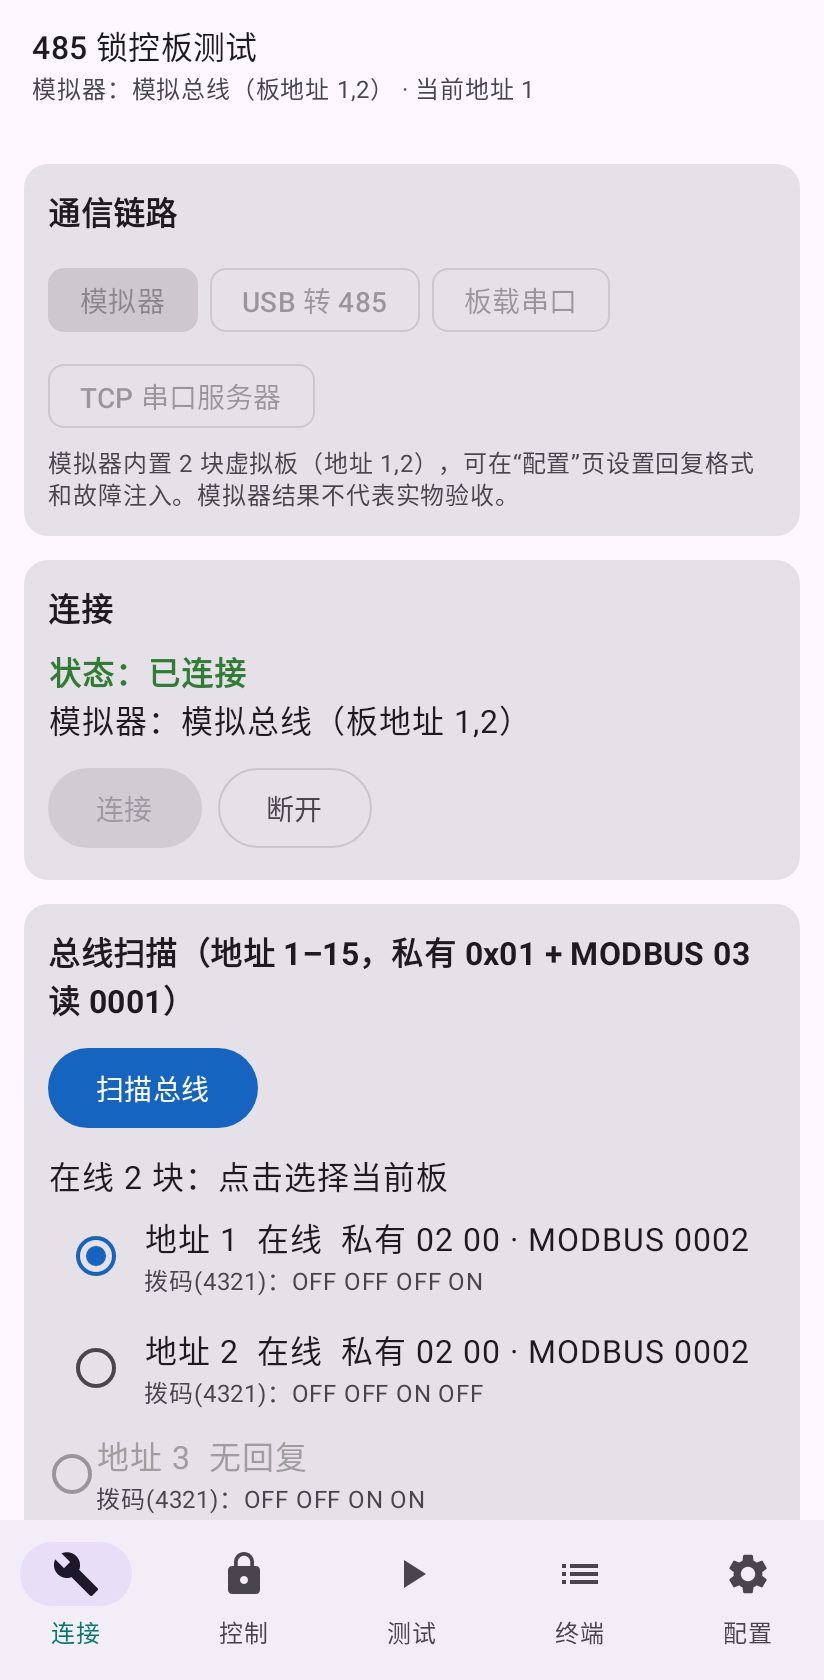 485 锁控板测试
模拟器：模拟总线（板地址 1,2） · 当前地址 1
通信链路
模拟器
USB 转 485
板载串口
TCP 串口服务器
模拟器内置 2 块虚拟板（地址 1,2），可在“配置”页设置回复格式
和故障注入。模拟器结果不代表实物验收。
连接
状态：已连接
模拟器：模拟总线（板地址 1,2）
连接
断开
总线扫描（地址 1–15，私有 0x01 + MODBUS 03
读 0001）
扫描总线
在线 2 块：点击选择当前板
地址 1 在线 私有 02 00 · MODBUS 0002
拨码(4321)：OFF OFF OFF ON
地址 2 在线 私有 02 00 · MODBUS 0002
拨码(4321)：OFF OFF ON OFF
地址 3 无回复
拨码(4321)：OFF OFF ON ON
连接
控制
测试
终端
配置